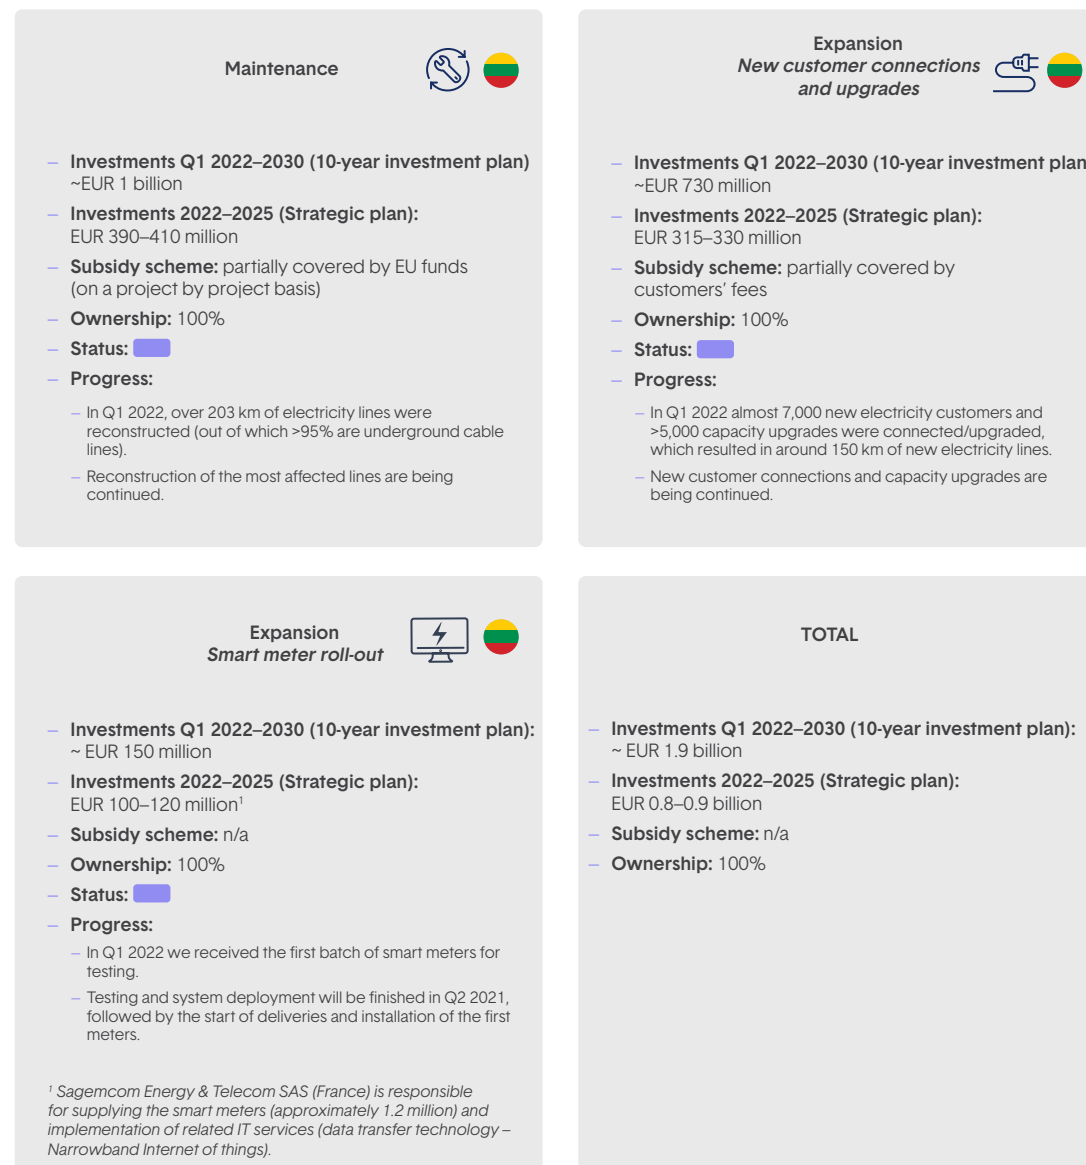 Maintenance
– Investments Q1 2022–2030 (10-year investment plan)
~EUR 1 billion
– Investments 2022–2025 (Strategic plan):
EUR 390–410 million
– Subsidy scheme: partially covered by EU funds
(on a project by project basis)
– Ownership: 100%
– Status:
– Progress:
– In Q1 2022, over 203 km of electricity lines were
reconstructed (out of which >95% are underground cable
lines).
– Reconstruction of the most affected lines are being
continued.
Expansion
New customer connections
and upgrades
– Investments Q1 2022–2030 (10-year investment plan
~EUR 730 million
– Investments 2022–2025 (Strategic plan):
EUR 315–330 million
– Subsidy scheme: partially covered by
customers’ fees
– Ownership: 100%
– Status:
– Progress:
– In Q1 2022 almost 7,000 new electricity customers and
>5,000 capacity upgrades were connected/upgraded,
which resulted in around 150 km of new electricity lines.
– New customer connections and capacity upgrades are
being continued.
Expansion
Smart meter roll-out
– Investments Q1 2022–2030 (10-year investment plan):
~ EUR 150 million
– Investments 2022–2025 (Strategic plan):
EUR 100–120 million¹
– Subsidy scheme: n/a
– Ownership: 100%
– Status:
– Progress:
– In Q1 2022 we received the first batch of smart meters for
testing.
– Testing and system deployment will be finished in Q2 2021,
followed by the start of deliveries and installation of the first
meters.
¹ Sagemcom Energy & Telecom SAS (France) is responsible
for supplying the smart meters (approximately 1.2 million) and
implementation of related IT services (data transfer technology –
Narrowband Internet of things).
TOTAL
– Investments Q1 2022–2030 (10-year investment plan):
~ EUR 1.9 billion
– Investments 2022–2025 (Strategic plan):
EUR 0.8–0.9 billion
– Subsidy scheme: n/a
– Ownership: 100%